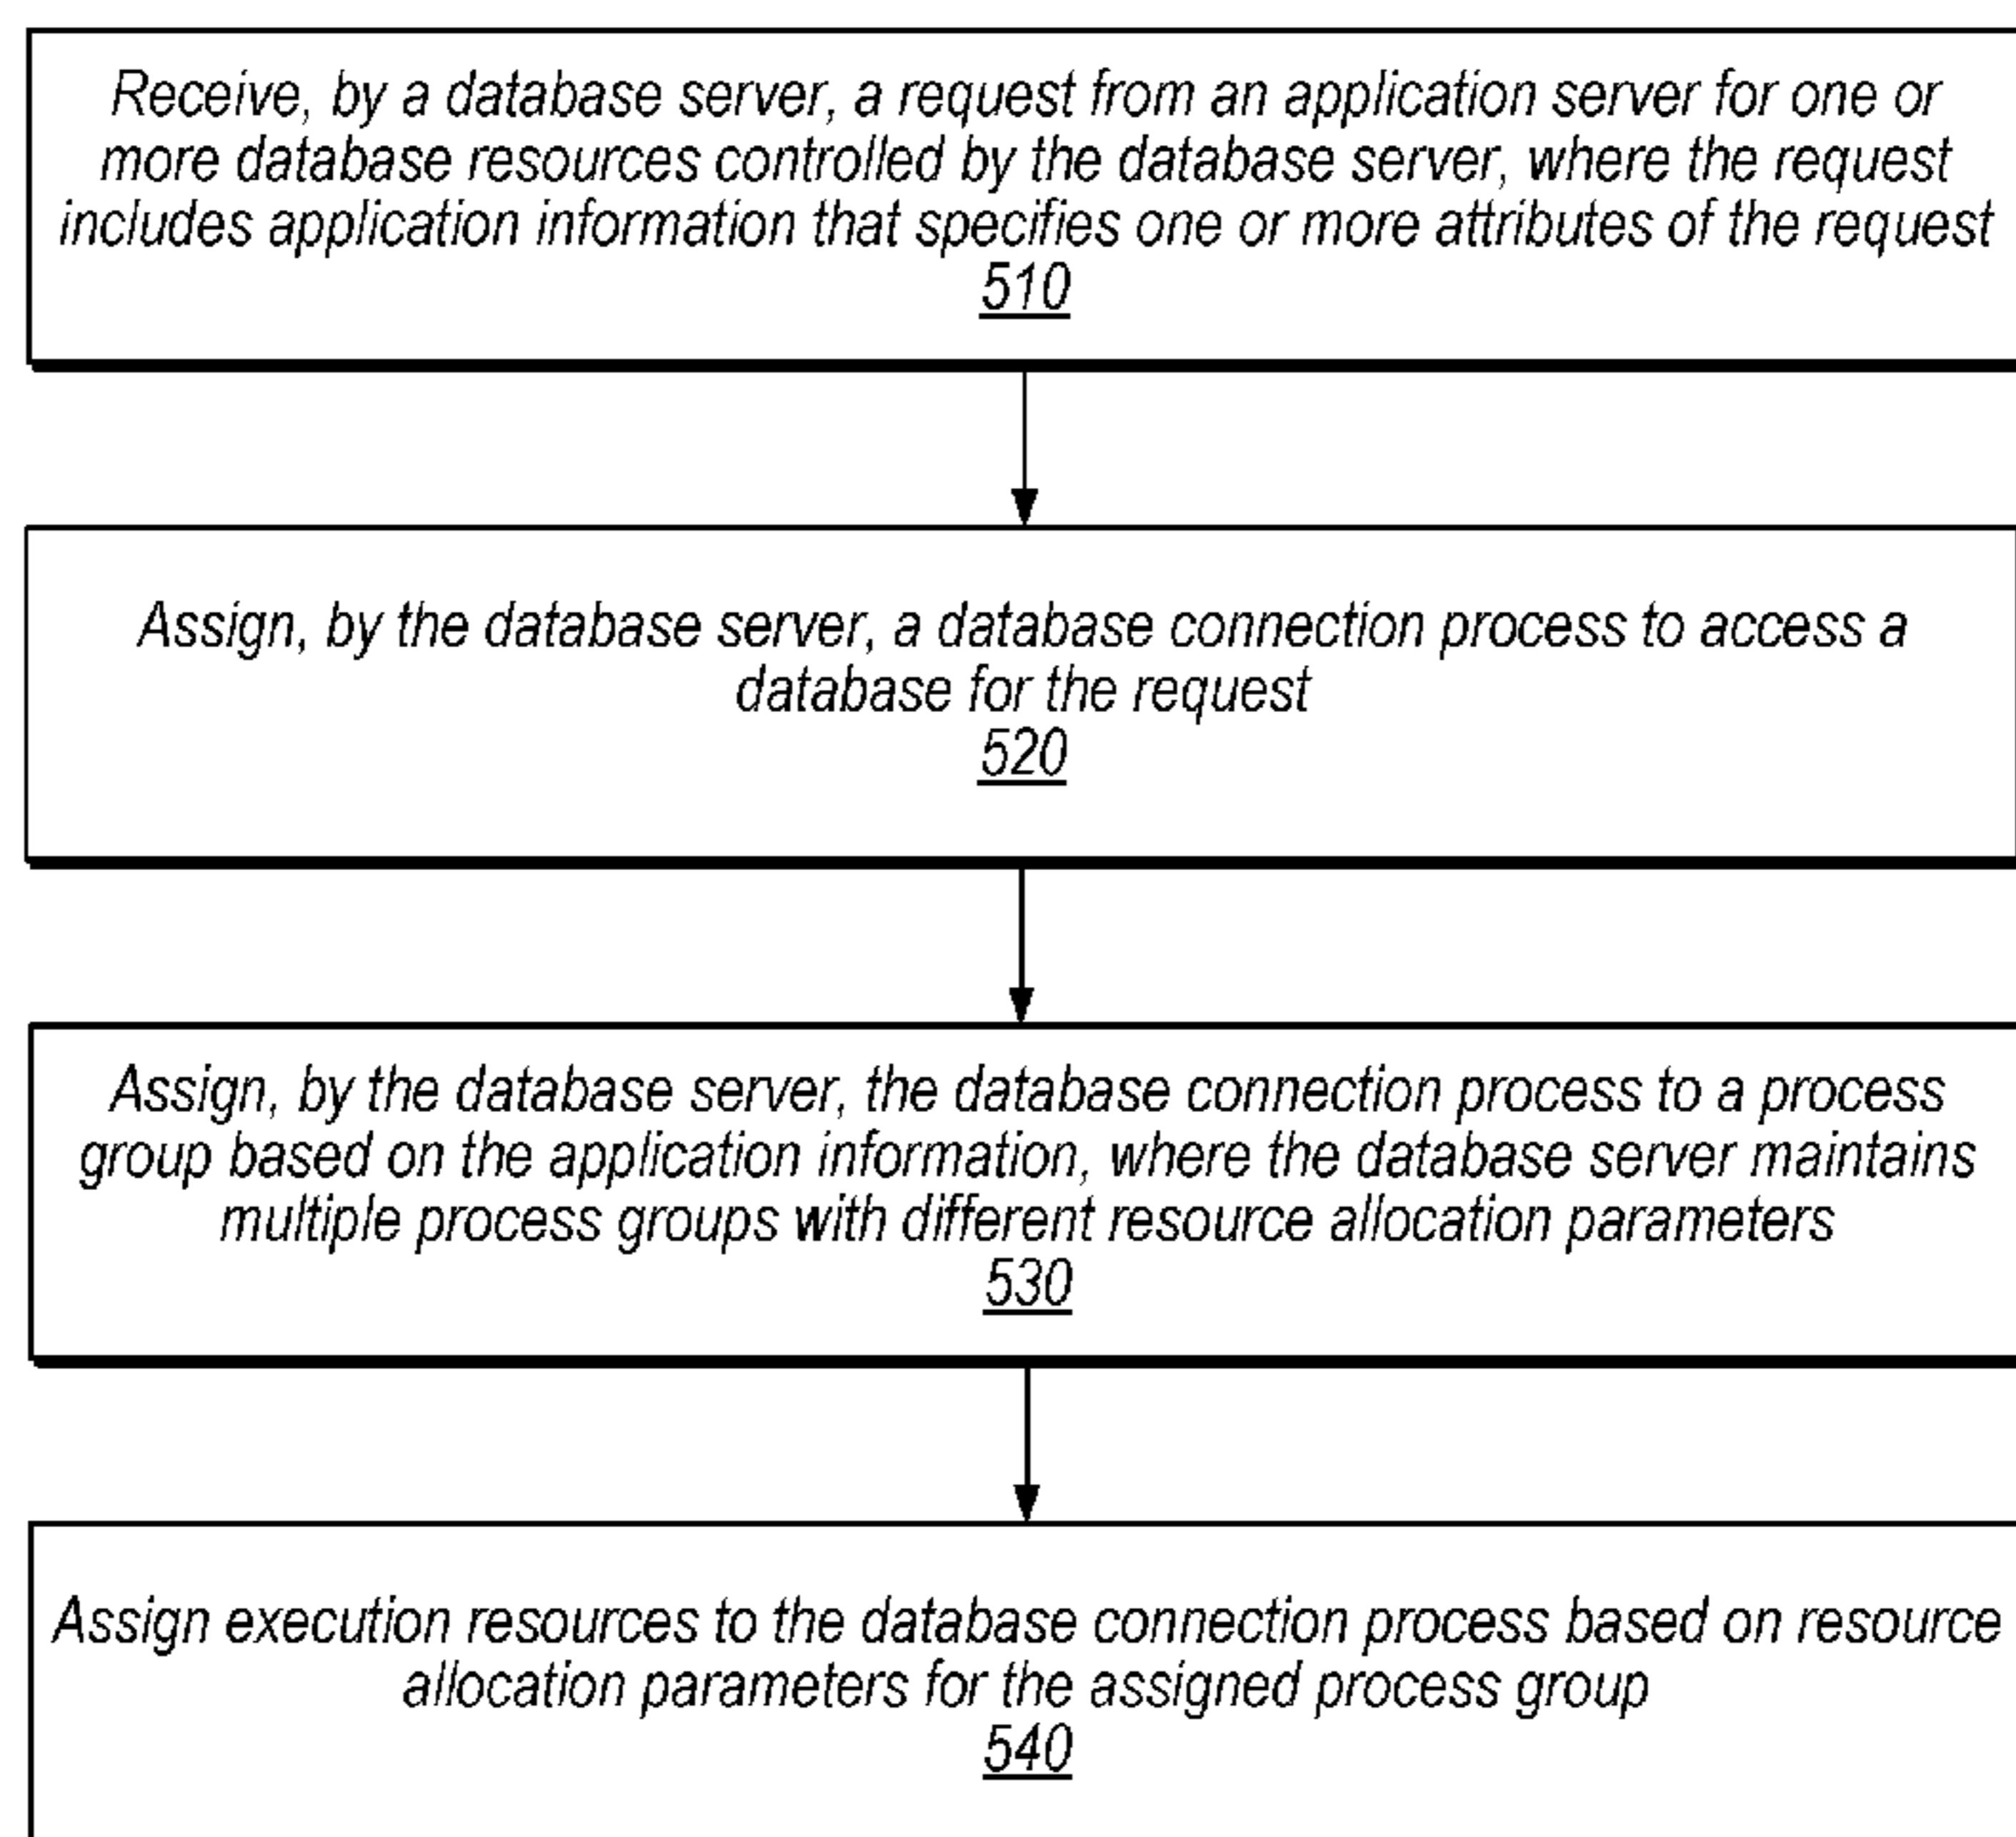 Receive, by a database server, a request from an application server for one or
more database resources controlled by the database server, where the request
includes application information that specifies one or more attributes of the request
510
Assign, by the database server, a database connection process to access a
database for the request
520
Assign, by the database server, the database connection process to a process
group based on the application information, where the database server maintains
multiple process groups with different resource allocation parameters
530
Assign execution resources to the database connection process based on resource
allocation parameters for the assigned process group
540